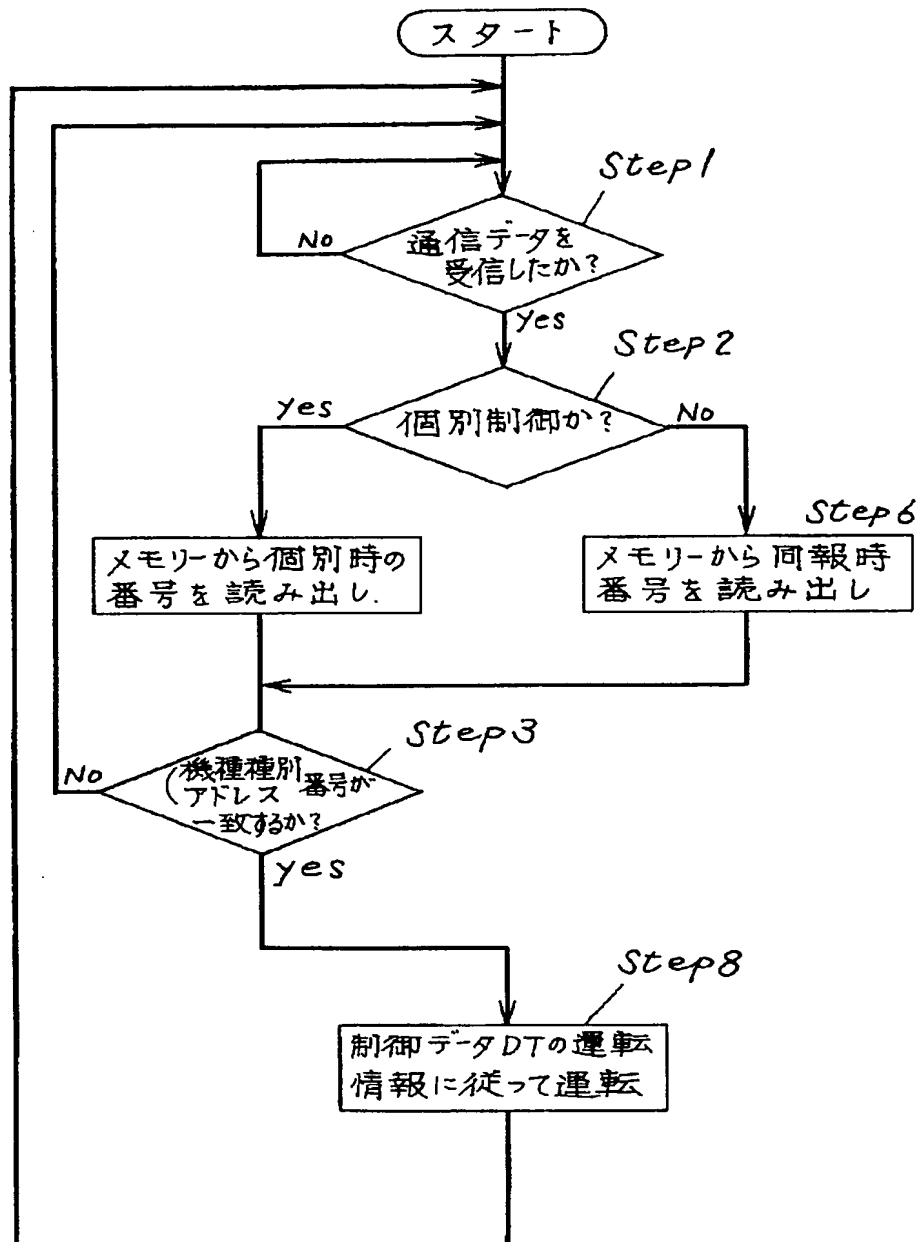 スタート
Step1
通信データを
受信したか?
No
yes
Step2
個別制御か?
yes
No
Step6
メモリーから個別時の
番号を読み出し.
メモリーから同報時
番号を読み出し
Step3
(機種種別
アドレス 番号が
一致するか?
No
yes
Step8
制御データDTの運転
情報に従って運転